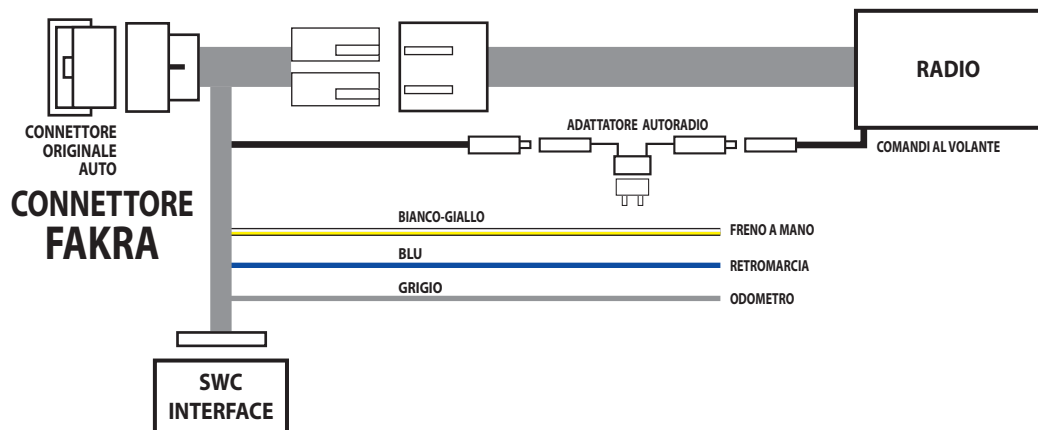 RADIO
CONNETTORE
ORIGINALE
AUTO
ADATTATORE AUTORADIO
COMANDI AL VOLANTE
CONNETTORE
FAKRA
BIANCO-GIALLO
FRENO A MANO
BLU
RETROMARCIA
GRIGIO
ODOMETRO
SWC
INTERFACE